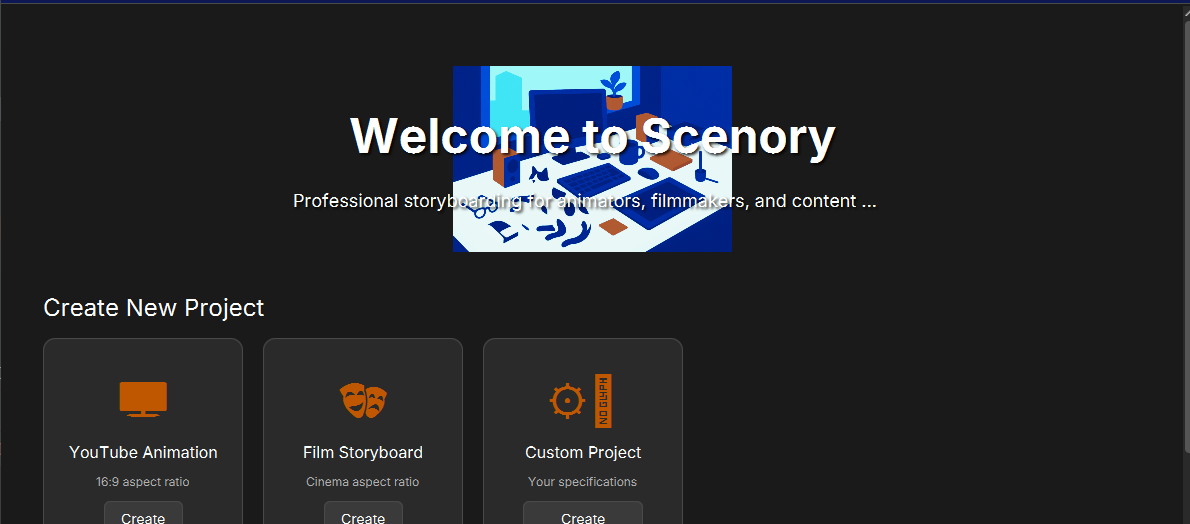 Welcome to Scenory
Professional storyboarding for animators, filmmakers, and content ...
Create New Project
NO GLYPH
YouTube Animation
Film Storyboard
Custom Project
16:9 aspect ratio
Cinema aspect ratio
Your specifications
Create
Create
Create